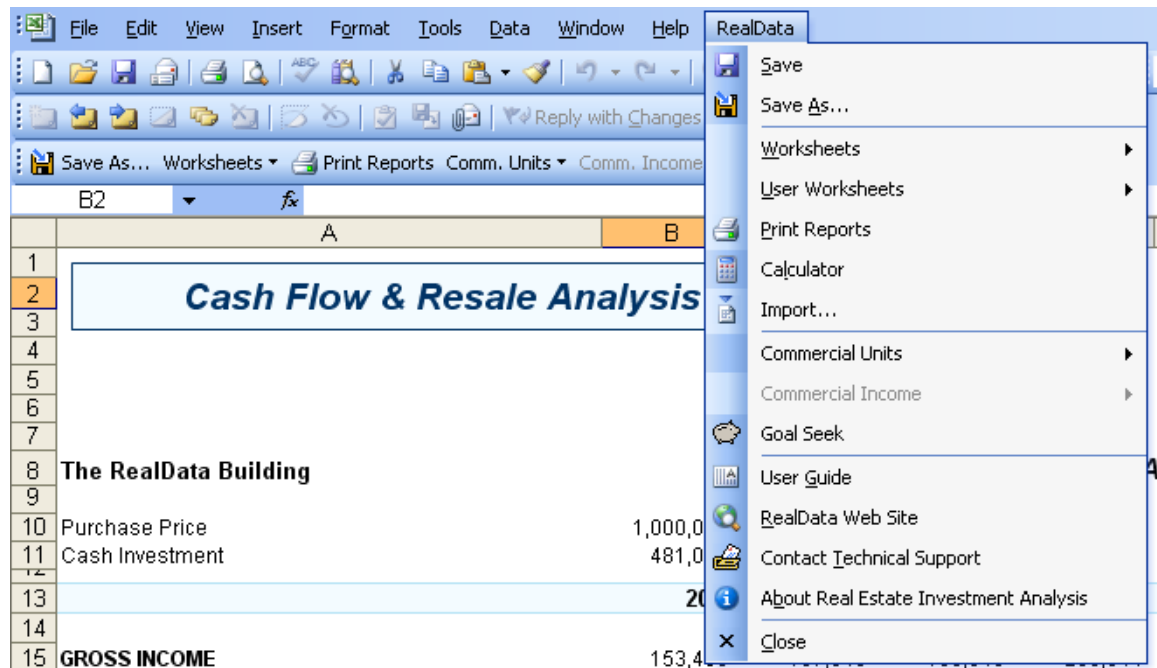 File Edit View Insert Format Tools Data Window Help RealData
Reply with Changes
Save As... Worksheets Print Reports Comm. Units Comm. Income
B2 fx
A B
1
2 Cash Flow & Resale Analysis
3
4
5
6
7
8 The RealData Building
9
10 Purchase Price 1,000,0
11 Cash Investment 481,0
12
13 20
14
15 GROSS INCOME 153,4
Save
Save As...
Worksheets
User Worksheets
Print Reports
Calculator
Import...
Commercial Units
Commercial Income
Goal Seek
User Guide
RealData Web Site
Contact Technical Support
About Real Estate Investment Analysis
Close